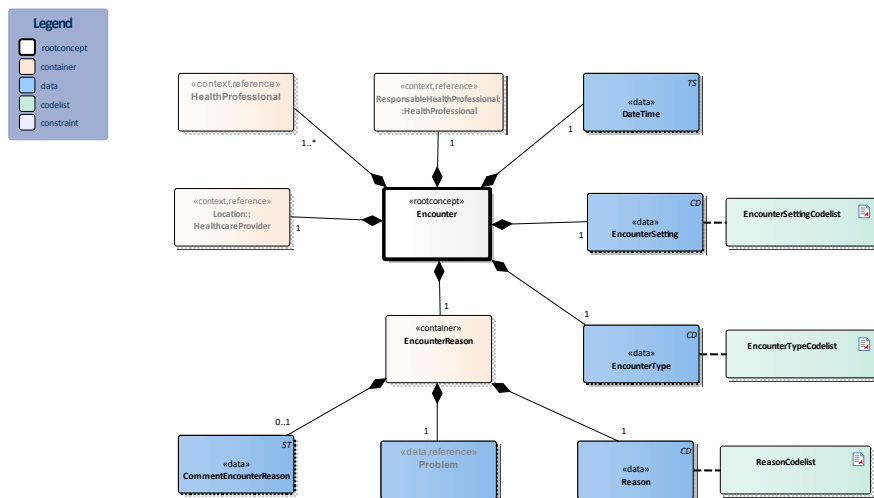 Legend
rootconcept
container
data
codelist
constraint
«context,reference»
HealthProfessional
«context,reference»
ResponsableHealthProfessional:
:HealthProfessional
TS
«data»
DateTime
1..*
1
1
«context,reference»
Location::
HealthcareProvider
1
«rootconcept»
Encounter
CD
«data»
EncounterSetting
1
EncounterSettingCodelist
1
1
«container»
EncounterReason
CD
«data»
EncounterType
EncounterTypeCodelist
0..1
1
1
ST
«data»
CommentEncounterReason
«data,reference»
Problem
CD
«data»
Reason
ReasonCodelist